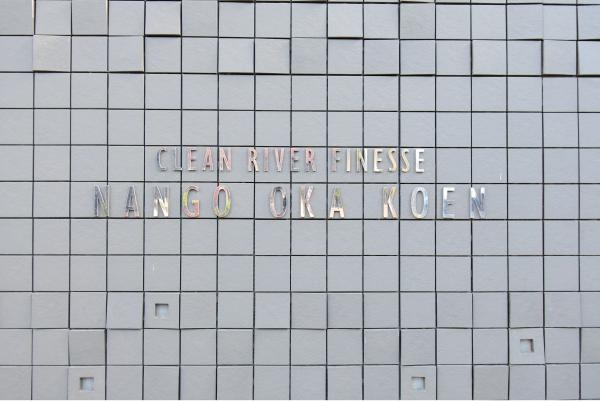 CLEAN RIVER FINESSE
NANGO OKA KOEN